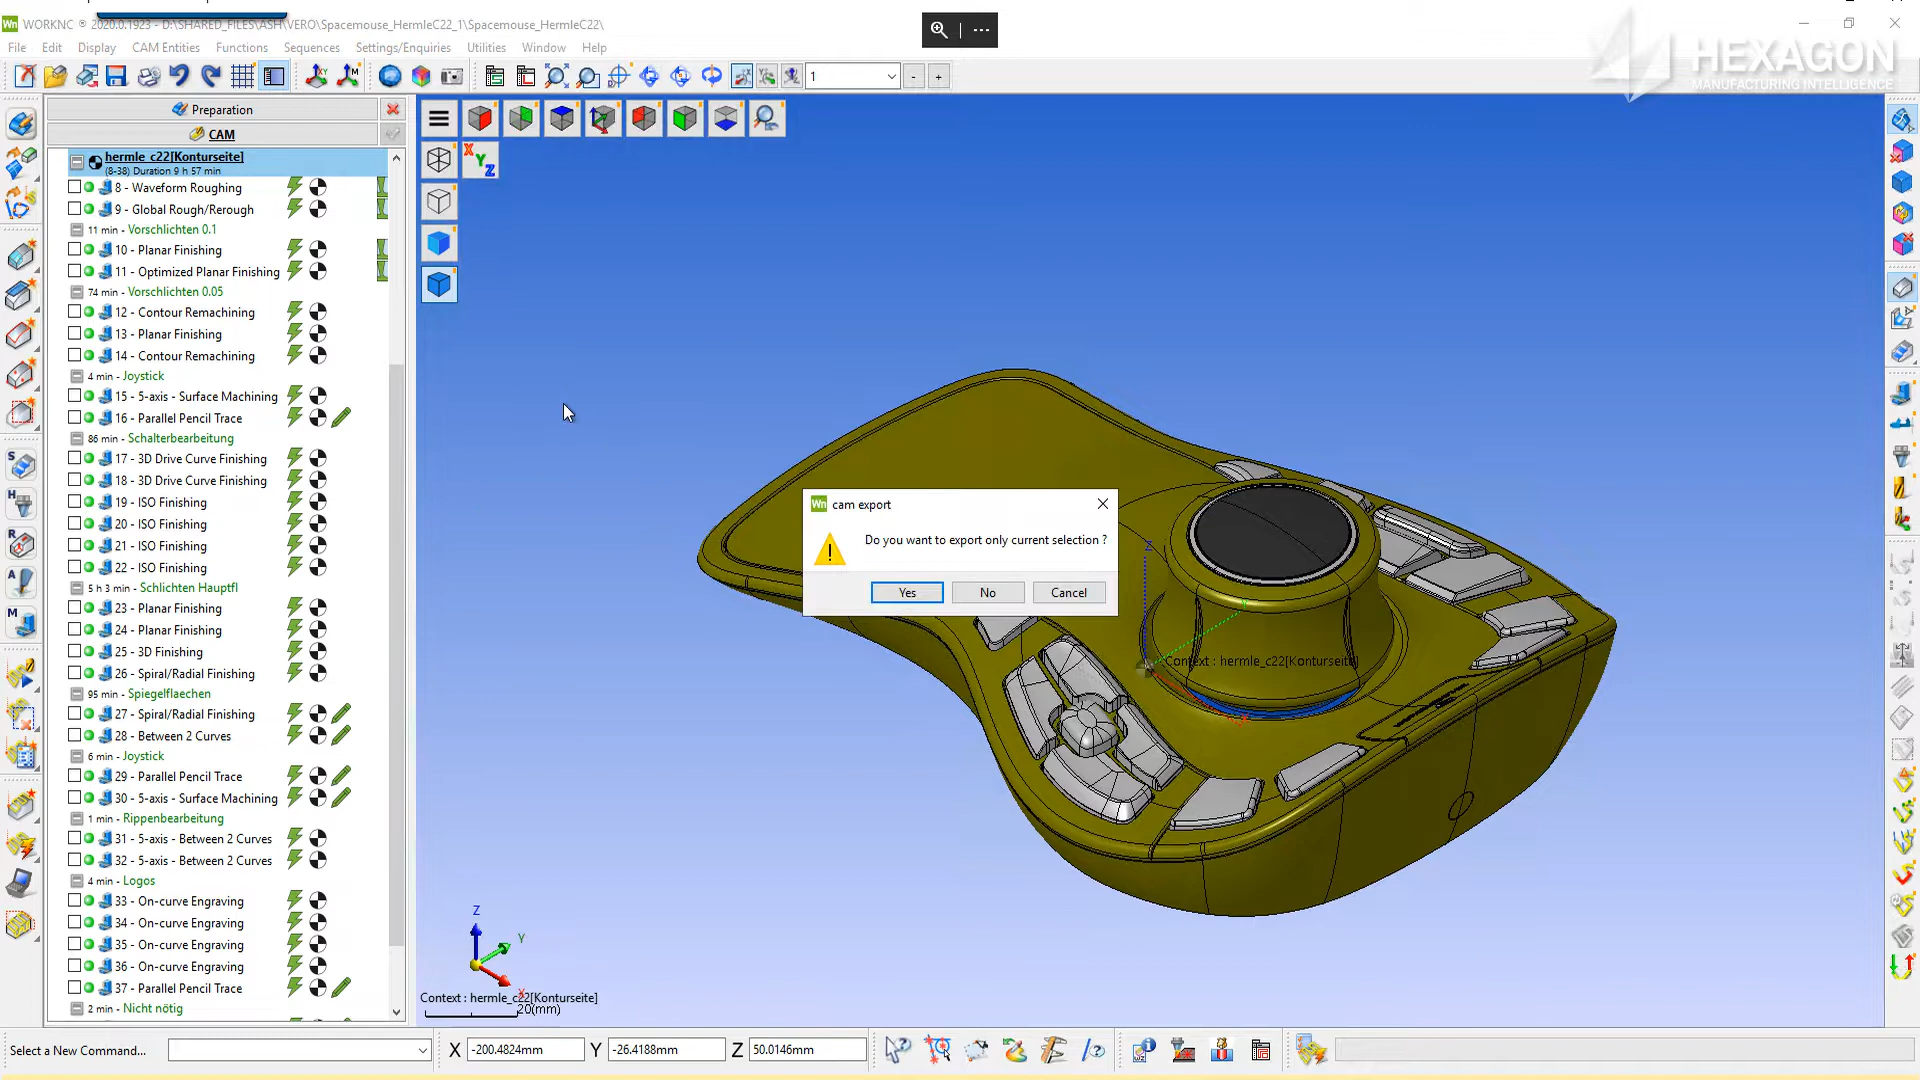 WORKNC ® 2020.0.1923 - D:\SHARED_FILES\ASH\VERO\Spacemouse_HermleC22_1\Spacemouse_HermleC22\
HEXAGON
MANUFACTURING INTELLIGENCE
File Edit Display CAM Entities Functions Sequences Settings/Enquiries Utilities Window Help
1
- +
Preparation
CAM
hermle_c22[Konturseite]
(8-38) Duration 9 h 57 min
8 - Waveform Roughing
9 - Global Rough/Rerough
11 min - Vorschlichten 0.1
10 - Planar Finishing
11 - Optimized Planar Finishing
74 min - Vorschlichten 0.05
12 - Contour Remachining
13 - Planar Finishing
14 - Contour Remachining
4 min - Joystick
15 - 5-axis - Surface Machining
16 - Parallel Pencil Trace
86 min - Schalterbearbeitung
17 - 3D Drive Curve Finishing
18 - 3D Drive Curve Finishing
19 - ISO Finishing
20 - ISO Finishing
21 - ISO Finishing
22 - ISO Finishing
5 h 3 min - Schlichten Hauptfl
23 - Planar Finishing
24 - Planar Finishing
25 - 3D Finishing
26 - Spiral/Radial Finishing
95 min - Spiegelflaechen
27 - Spiral/Radial Finishing
28 - Between 2 Curves
6 min - Joystick
29 - Parallel Pencil Trace
30 - 5-axis - Surface Machining
1 min - Rippenbearbeitung
31 - 5-axis - Between 2 Curves
32 - 5-axis - Between 2 Curves
4 min - Logos
33 - On-curve Engraving
34 - On-curve Engraving
35 - On-curve Engraving
36 - On-curve Engraving
37 - Parallel Pencil Trace
2 min - Nicht nötig
X Y Z
cam export
Do you want to export only current selection ?
Yes No Cancel
Z
Context : hermle_c22[Konturseite]
Z
Y
X
Context : hermle_c22[Konturseite]
20(mm)
Select a New Command...
X -200.4824mm Y -26.4188mm Z 50.0146mm